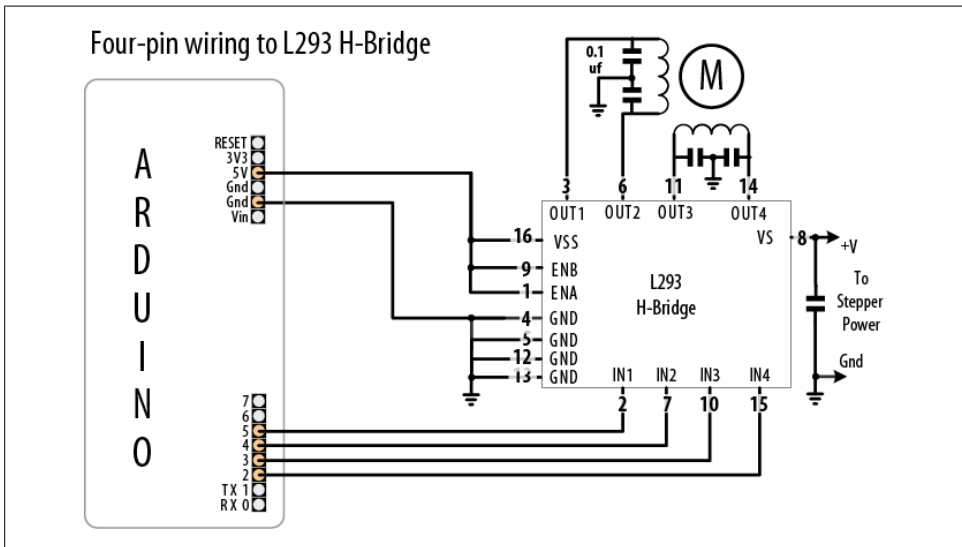 Four-pin wiring to L293 H-Bridge
0.1
uf
M
ARDUINO
RESET
3V3
5V
Gnd
Gnd
Vin
3
6
11
14
OUT1
OUT2
OUT3
OUT4
16
VSS
VS
8
+V
9
ENB
1
ENA
L293
H-Bridge
To
Stepper
Power
4
GND
5
GND
12
GND
13
GND
Gnd
IN1
IN2
IN3
IN4
2
7
10
15
7
6
5
4
3
2
TX 1
RX 0